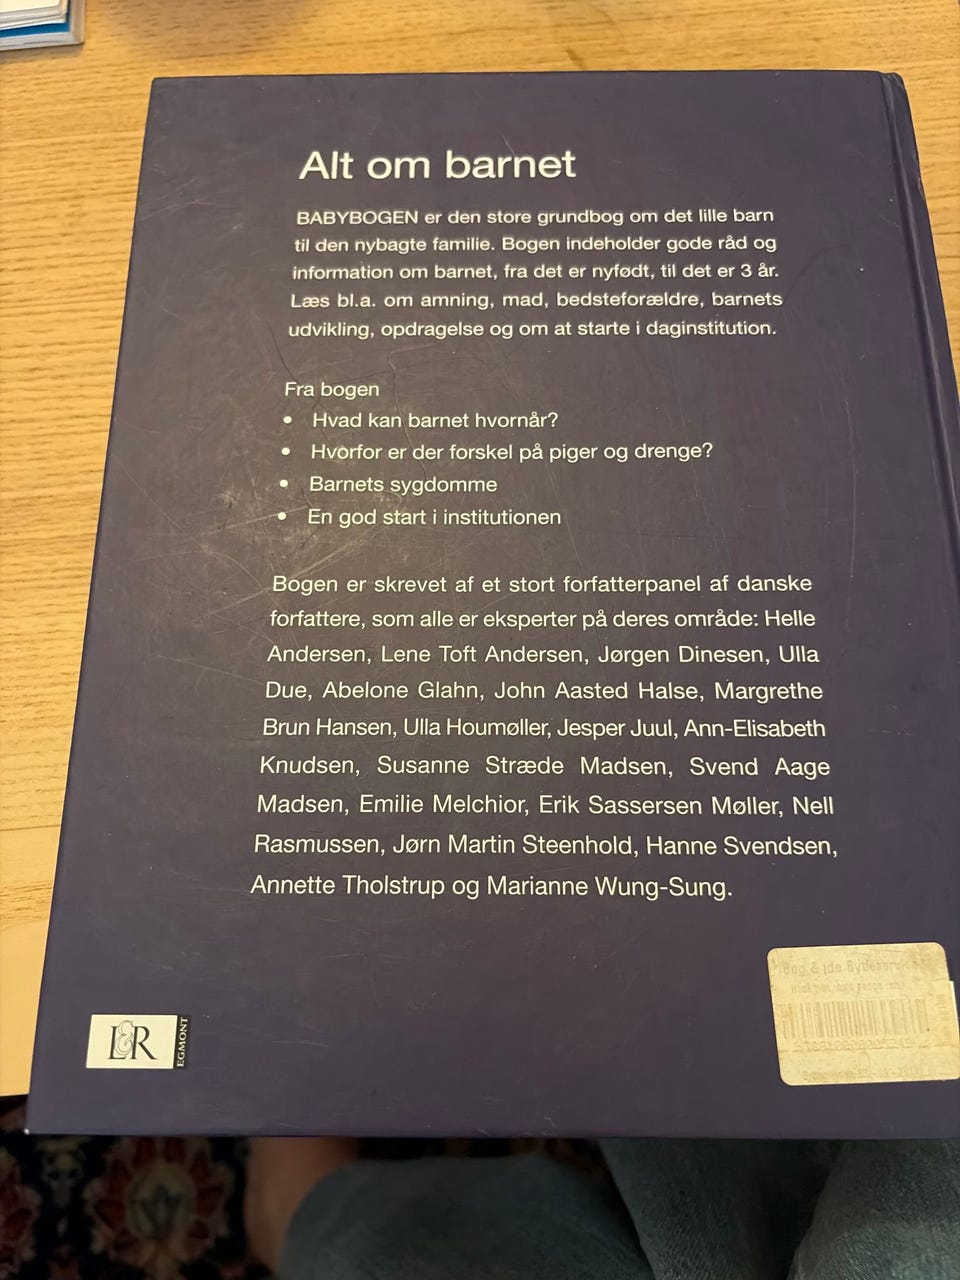 Alt om barnet
BABYBOGEN er den store grundbog om det lille barn
til den nybagte familie. Bogen indeholder gode råd og
information om barnet, fra det er nyfødt, til det er 3 år.
Læs bl.a. om amning, mad, bedsteforældre, barnets
udvikling, opdragelse og om at starte i daginstitution.
Fra bogen
• Hvad kan barnet hvornår?
• Hvorfor er der forskel på piger og drenge?
• Barnets sygdomme
• En god start i institutionen
Bogen er skrevet af et stort forfatterpanel af danske
forfattere, som alle er eksperter på deres område: Helle
Andersen, Lene Toft Andersen, Jørgen Dinesen, Ulla
Due, Abelone Glahn, John Aasted Halse, Margrethe
Brun Hansen, Ulla Houmøller, Jesper Juul, Ann-Elisabeth
Knudsen, Susanne Stræde Madsen, Svend Aage
Madsen, Emilie Melchior, Erik Sassersen Møller, Nell
Rasmussen, Jørn Martin Steenhold, Hanne Svendsen,
Annette Tholstrup og Marianne Wung-Sung.
Bog & ide
L&R
EGMONT